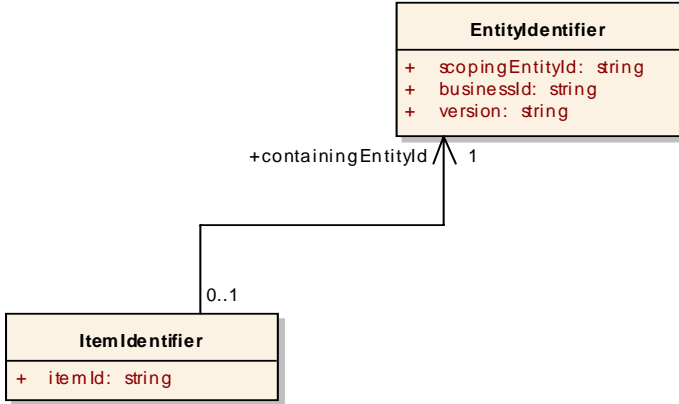 EntityIdentifier
+ scopingEntityId: string
+ businessId: string
+ version: string
+containingEntityId 1
0..1
ItemIdentifier
+ itemId: string